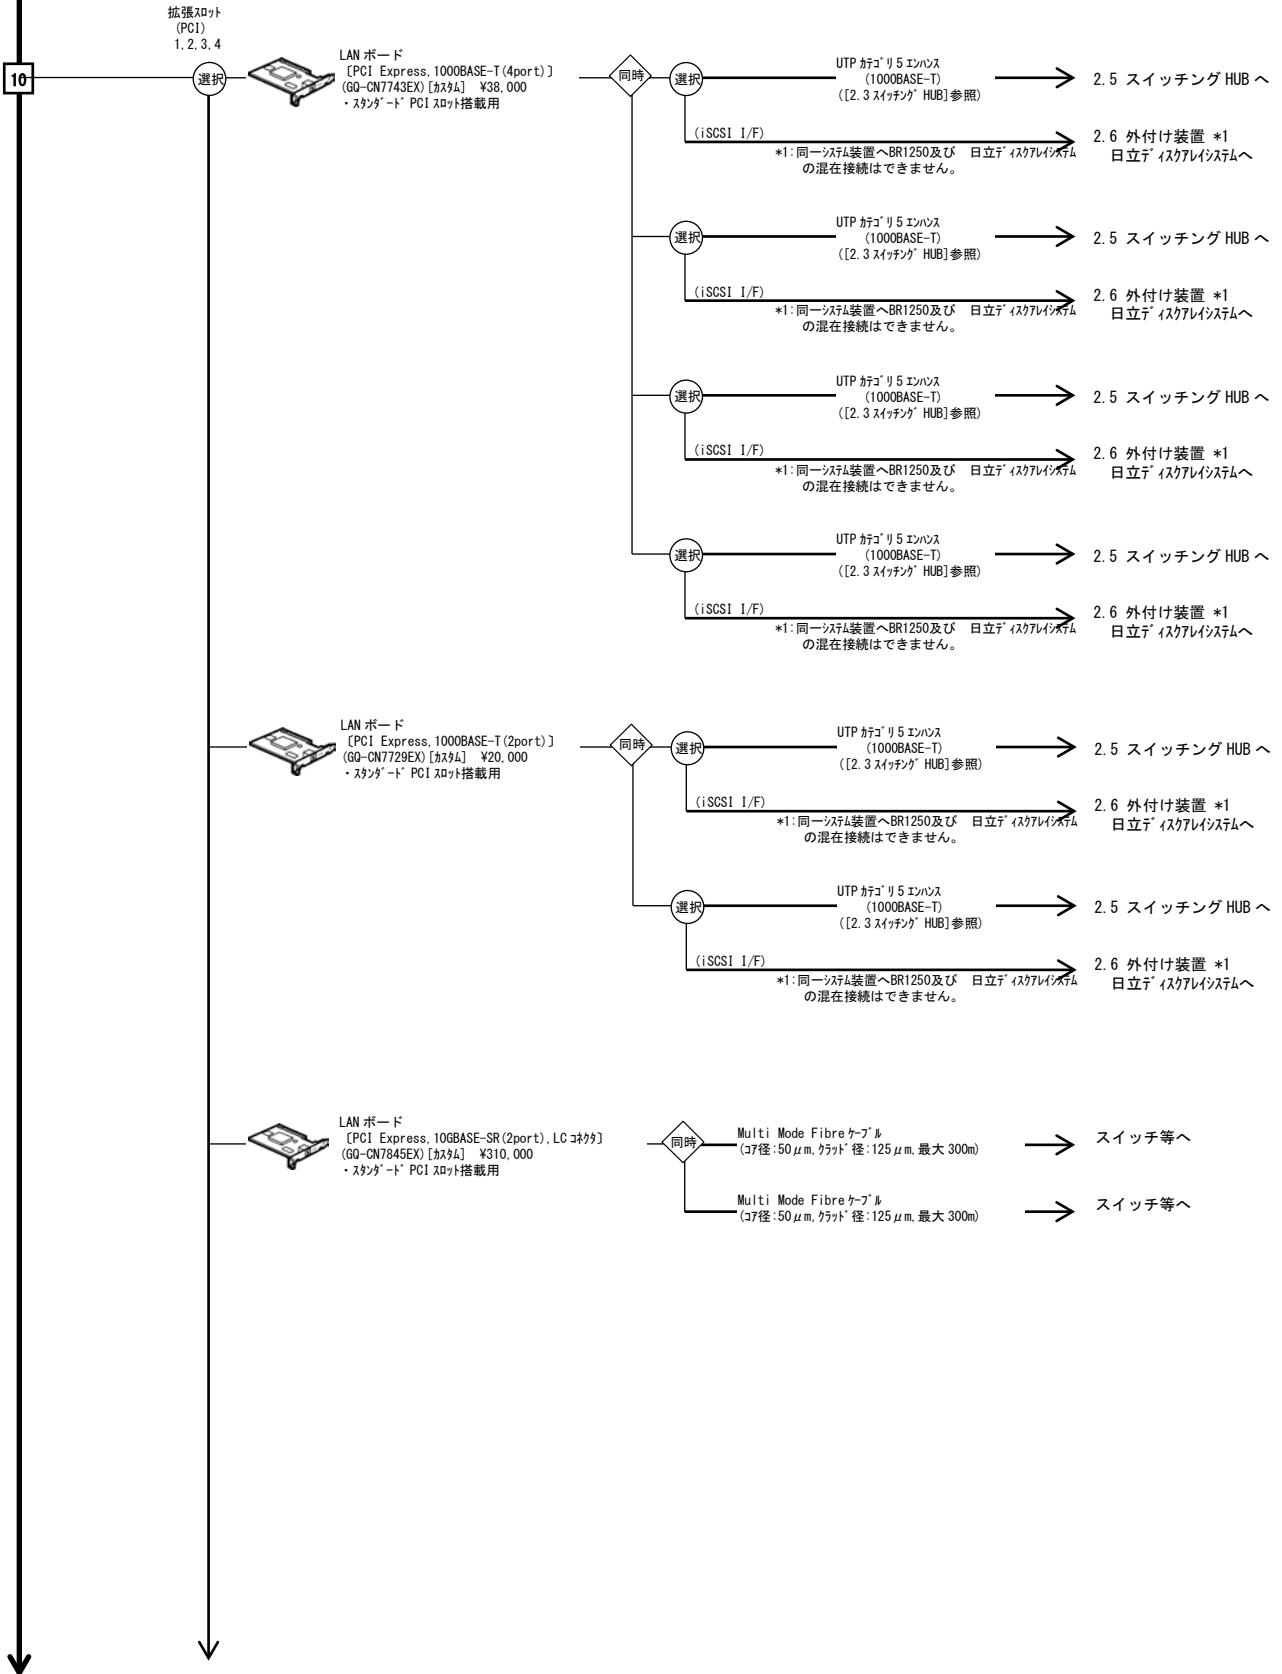 拡張ｽﾛｯﾄ
(PCI)
1,2,3,4
10
選択
LAN ボード
［PCI Express,1000BASE-T(4port)］
(GQ-CN7743EX)[ｶｽﾀﾑ] ¥38,000
・ｽﾀﾝﾀﾞｰﾄﾞPCI ｽﾛｯﾄ搭載用
同時
選択
UTP ｶﾃｺﾞﾘ 5 ｴﾝﾊﾝｽ
(1000BASE-T)
([2.3 ｽｲｯﾁﾝｸﾞ HUB]参照)
2.5 スイッチング HUB へ
(iSCSI I/F)
*1:同一ｼｽﾃﾑ装置へBR1250及び 日立ﾃﾞｨｽｸｱﾚｲｼｽﾃﾑ
の混在接続はできません。
2.6 外付け装置 *1
日立ﾃﾞｨｽｸｱﾚｲｼｽﾃﾑへ
選択
UTP ｶﾃｺﾞﾘ 5 ｴﾝﾊﾝｽ
(1000BASE-T)
([2.3 ｽｲｯﾁﾝｸﾞ HUB]参照)
2.5 スイッチング HUB へ
(iSCSI I/F)
*1:同一ｼｽﾃﾑ装置へBR1250及び 日立ﾃﾞｨｽｸｱﾚｲｼｽﾃﾑ
の混在接続はできません。
2.6 外付け装置 *1
日立ﾃﾞｨｽｸｱﾚｲｼｽﾃﾑへ
選択
UTP ｶﾃｺﾞﾘ 5 ｴﾝﾊﾝｽ
(1000BASE-T)
([2.3 ｽｲｯﾁﾝｸﾞ HUB]参照)
2.5 スイッチング HUB へ
(iSCSI I/F)
*1:同一ｼｽﾃﾑ装置へBR1250及び 日立ﾃﾞｨｽｸｱﾚｲｼｽﾃﾑ
の混在接続はできません。
2.6 外付け装置 *1
日立ﾃﾞｨｽｸｱﾚｲｼｽﾃﾑへ
選択
UTP ｶﾃｺﾞﾘ 5 ｴﾝﾊﾝｽ
(1000BASE-T)
([2.3 ｽｲｯﾁﾝｸﾞ HUB]参照)
2.5 スイッチング HUB へ
(iSCSI I/F)
*1:同一ｼｽﾃﾑ装置へBR1250及び 日立ﾃﾞｨｽｸｱﾚｲｼｽﾃﾑ
の混在接続はできません。
2.6 外付け装置 *1
日立ﾃﾞｨｽｸｱﾚｲｼｽﾃﾑへ
LAN ボード
［PCI Express,1000BASE-T(2port)］
(GQ-CN7729EX)[ｶｽﾀﾑ] ¥20,000
・ｽﾀﾝﾀﾞｰﾄﾞPCI ｽﾛｯﾄ搭載用
同時
選択
UTP ｶﾃｺﾞﾘ 5 ｴﾝﾊﾝｽ
(1000BASE-T)
([2.3 ｽｲｯﾁﾝｸﾞ HUB]参照)
2.5 スイッチング HUB へ
(iSCSI I/F)
*1:同一ｼｽﾃﾑ装置へBR1250及び 日立ﾃﾞｨｽｸｱﾚｲｼｽﾃﾑ
の混在接続はできません。
2.6 外付け装置 *1
日立ﾃﾞｨｽｸｱﾚｲｼｽﾃﾑへ
選択
UTP ｶﾃｺﾞﾘ 5 ｴﾝﾊﾝｽ
(1000BASE-T)
([2.3 ｽｲｯﾁﾝｸﾞ HUB]参照)
2.5 スイッチング HUB へ
(iSCSI I/F)
*1:同一ｼｽﾃﾑ装置へBR1250及び 日立ﾃﾞｨｽｸｱﾚｲｼｽﾃﾑ
の混在接続はできません。
2.6 外付け装置 *1
日立ﾃﾞｨｽｸｱﾚｲｼｽﾃﾑへ
LAN ボード
［PCI Express,10GBASE-SR(2port),LC ｺﾈｸﾀ］
(GQ-CN7845EX)[ｶｽﾀﾑ] ¥310,000
・ｽﾀﾝﾀﾞｰﾄﾞPCI ｽﾛｯﾄ搭載用
同時
Multi Mode Fibre ｹｰﾌﾞﾙ
(ｺｱ径:50μm,ｸﾗｯﾄﾞ径:125μm,最大 300m)
スイッチ等へ
Multi Mode Fibre ｹｰﾌﾞﾙ
(ｺｱ径:50μm,ｸﾗｯﾄﾞ径:125μm,最大 300m)
スイッチ等へ